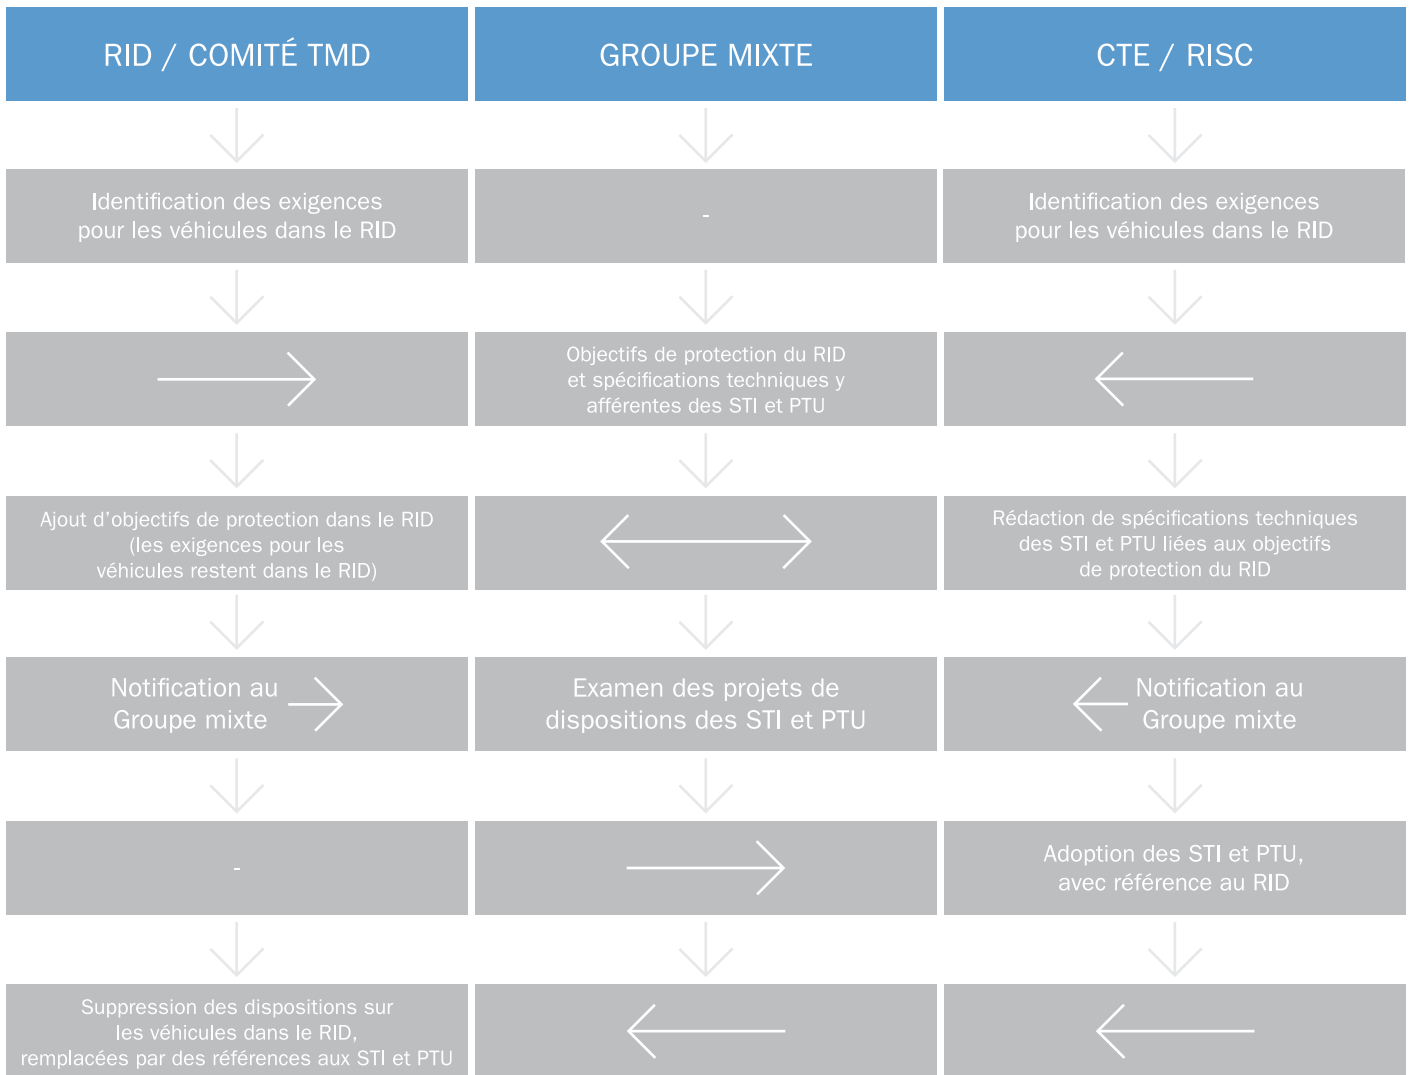 RID / COMITÉ TMD
GROUPE MIXTE
CTE / RISC
Identification des exigences
pour les véhicules dans le RID
-
Identification des exigences
pour les véhicules dans le RID
Objectifs de protection du RID
et spécifications techniques y
afférentes des STI et PTU
Ajout d'objectifs de protection dans le RID
(les exigences pour les
véhicules restent dans le RID)
Rédaction de spécifications techniques
des STI et PTU liées aux objectifs
de protection du RID
Notification au
Groupe mixte
Examen des projets de
dispositions des STI et PTU
Notification au
Groupe mixte
-
Adoption des STI et PTU,
avec référence au RID
Suppression des dispositions sur
les véhicules dans le RID,
remplacées par des références aux STI et PTU